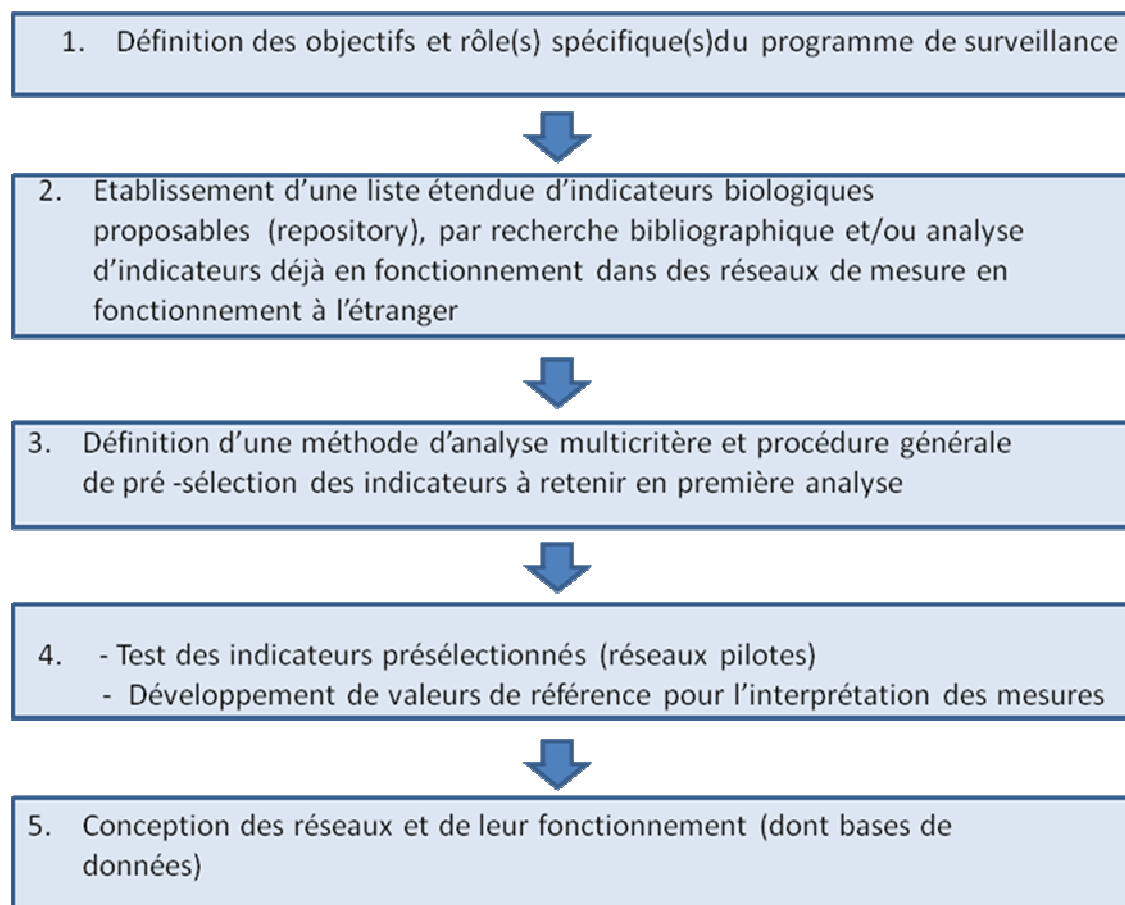 1. Définition des objectifs et rôle(s) spécifique(s)du programme de surveillance
2. Etablissement d'une liste étendue d'indicateurs biologiques
proposables (repository), par recherche bibliographique et/ou analyse
d'indicateurs déjà en fonctionnement dans des réseaux de mesure en
fonctionnement à l'étranger
3. Définition d'une méthode d'analyse multicritère et procédure générale
de pré -sélection des indicateurs à retenir en première analyse
4. - Test des indicateurs présélectionnés (réseaux pilotes)
- Développement de valeurs de référence pour l'interprétation des mesures
5. Conception des réseaux et de leur fonctionnement (dont bases de
données)